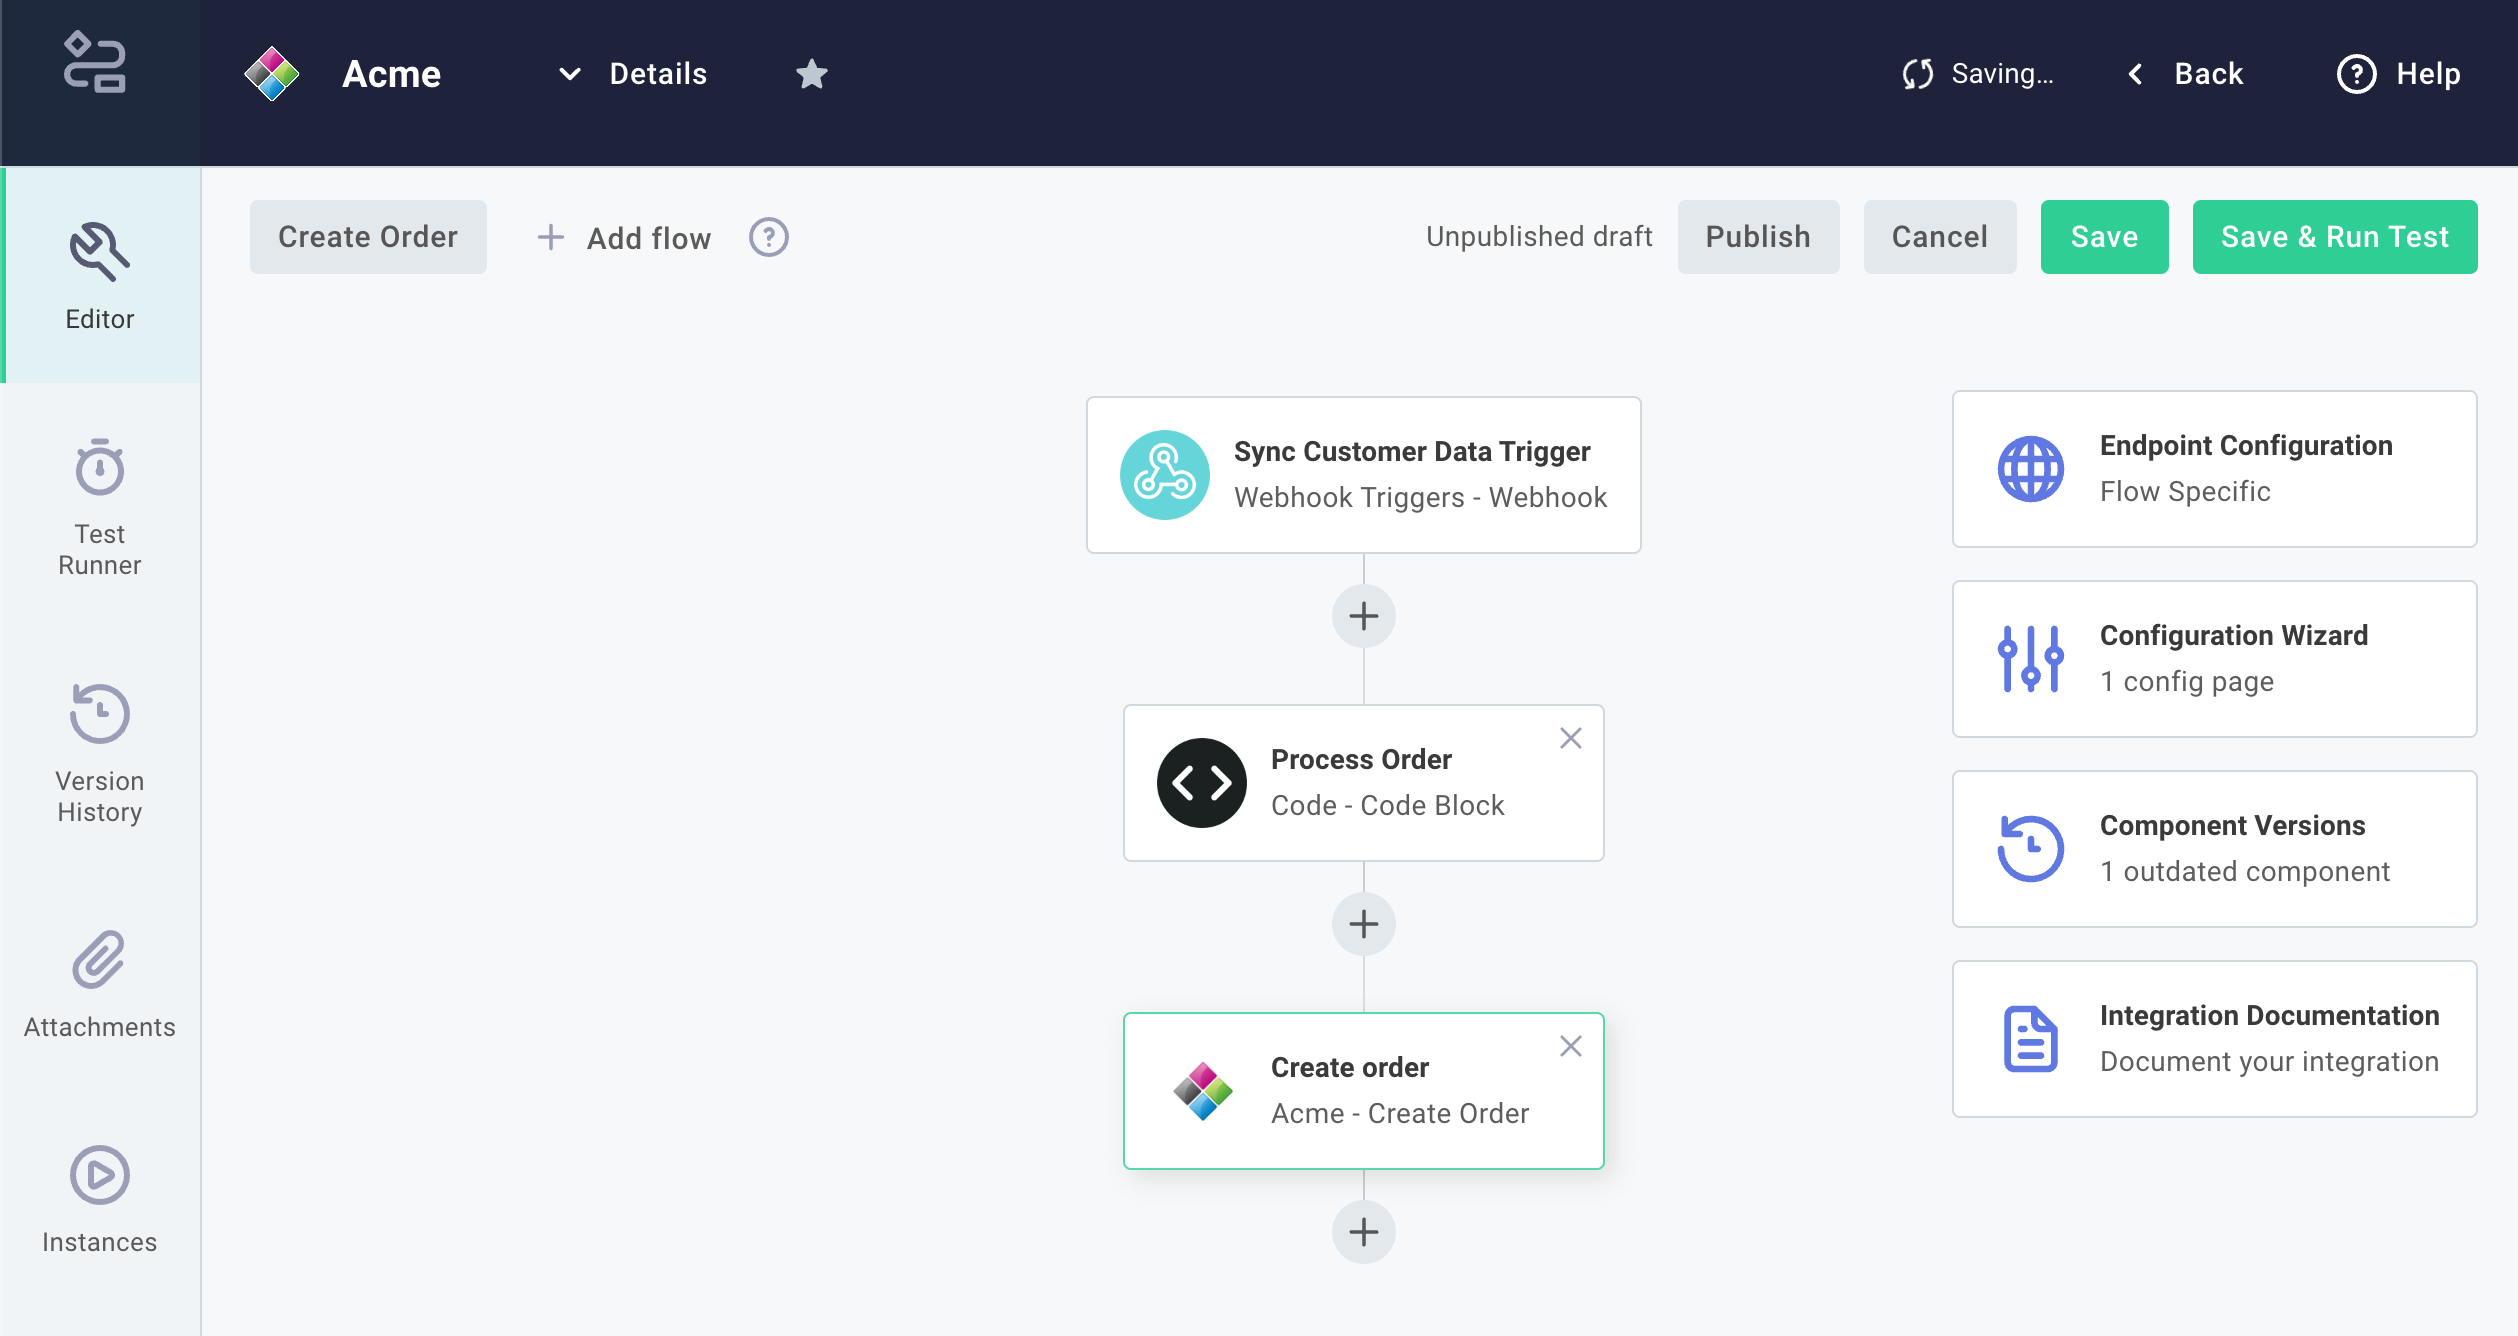 Acme
Details
Saving...
Back
Help
Create Order
Add flow
Unpublished draft
Publish
Cancel
Save
Save & Run Test
Editor
Test
Runner
Version
History
Attachments
Instances
Sync Customer Data Trigger
Webhook Triggers - Webhook
Process Order
Code - Code Block
Create order
Acme - Create Order
Endpoint Configuration
Flow Specific
Configuration Wizard
1 config page
Component Versions
1 outdated component
Integration Documentation
Document your integration